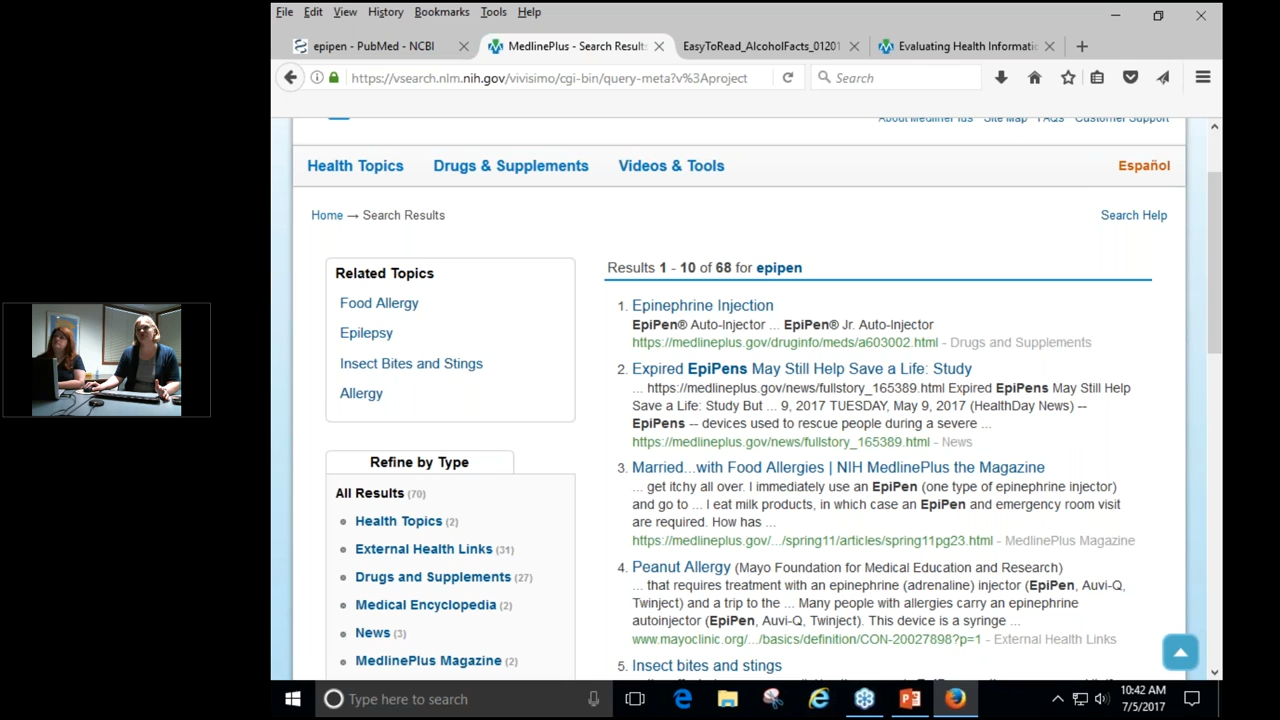 File Edit View History Bookmarks Tools Help
epipen - PubMed - NCBI
MedlinePlus - Search Results
EasyToRead_AlcoholFacts_01201
Evaluating Health Informatio
https://vsearch.nlm.nih.gov/vivisimo/cgi-bin/query-meta?v%3Aproject
Search
About MedlinePlus Site Map FAQs Customer Support
Health Topics Drugs & Supplements Videos & Tools Español
Home → Search Results Search Help
Related Topics
Food Allergy
Epilepsy
Insect Bites and Stings
Allergy
Refine by Type
All Results (70)
Health Topics (2)
External Health Links (31)
Drugs and Supplements (27)
Medical Encyclopedia (2)
News (3)
MedlinePlus Magazine (2)
Results 1 - 10 of 68 for epipen
1. Epinephrine Injection
EpiPen® Auto-Injector ... EpiPen® Jr. Auto-Injector
https://medlineplus.gov/druginfo/meds/a603002.html - Drugs and Supplements
2. Expired EpiPens May Still Help Save a Life: Study
... https://medlineplus.gov/news/fullstory_165389.html Expired EpiPens May Still Help
Save a Life: Study But ... 9, 2017 TUESDAY, May 9, 2017 (HealthDay News) --
EpiPens -- devices used to rescue people during a severe ...
https://medlineplus.gov/news/fullstory_165389.html - News
3. Married...with Food Allergies | NIH MedlinePlus the Magazine
... get itchy all over. I immediately use an EpiPen (one type of epinephrine injector)
and go to ... I eat milk products, in which case an EpiPen and emergency room visit
are required. How has ...
https://medlineplus.gov/.../spring11/articles/spring11pg23.html - MedlinePlus Magazine
4. Peanut Allergy (Mayo Foundation for Medical Education and Research)
... that requires treatment with an epinephrine (adrenaline) injector (EpiPen, Auvi-Q,
Twinject) and a trip to the ... Many people with allergies carry an epinephrine
autoinjector (EpiPen, Auvi-Q, Twinject). This device is a syringe ...
www.mayoclinic.org/.../basics/definition/CON-20027898?p=1 - External Health Links
5. Insect bites and stings
Type here to search
10:42 AM
7/5/2017